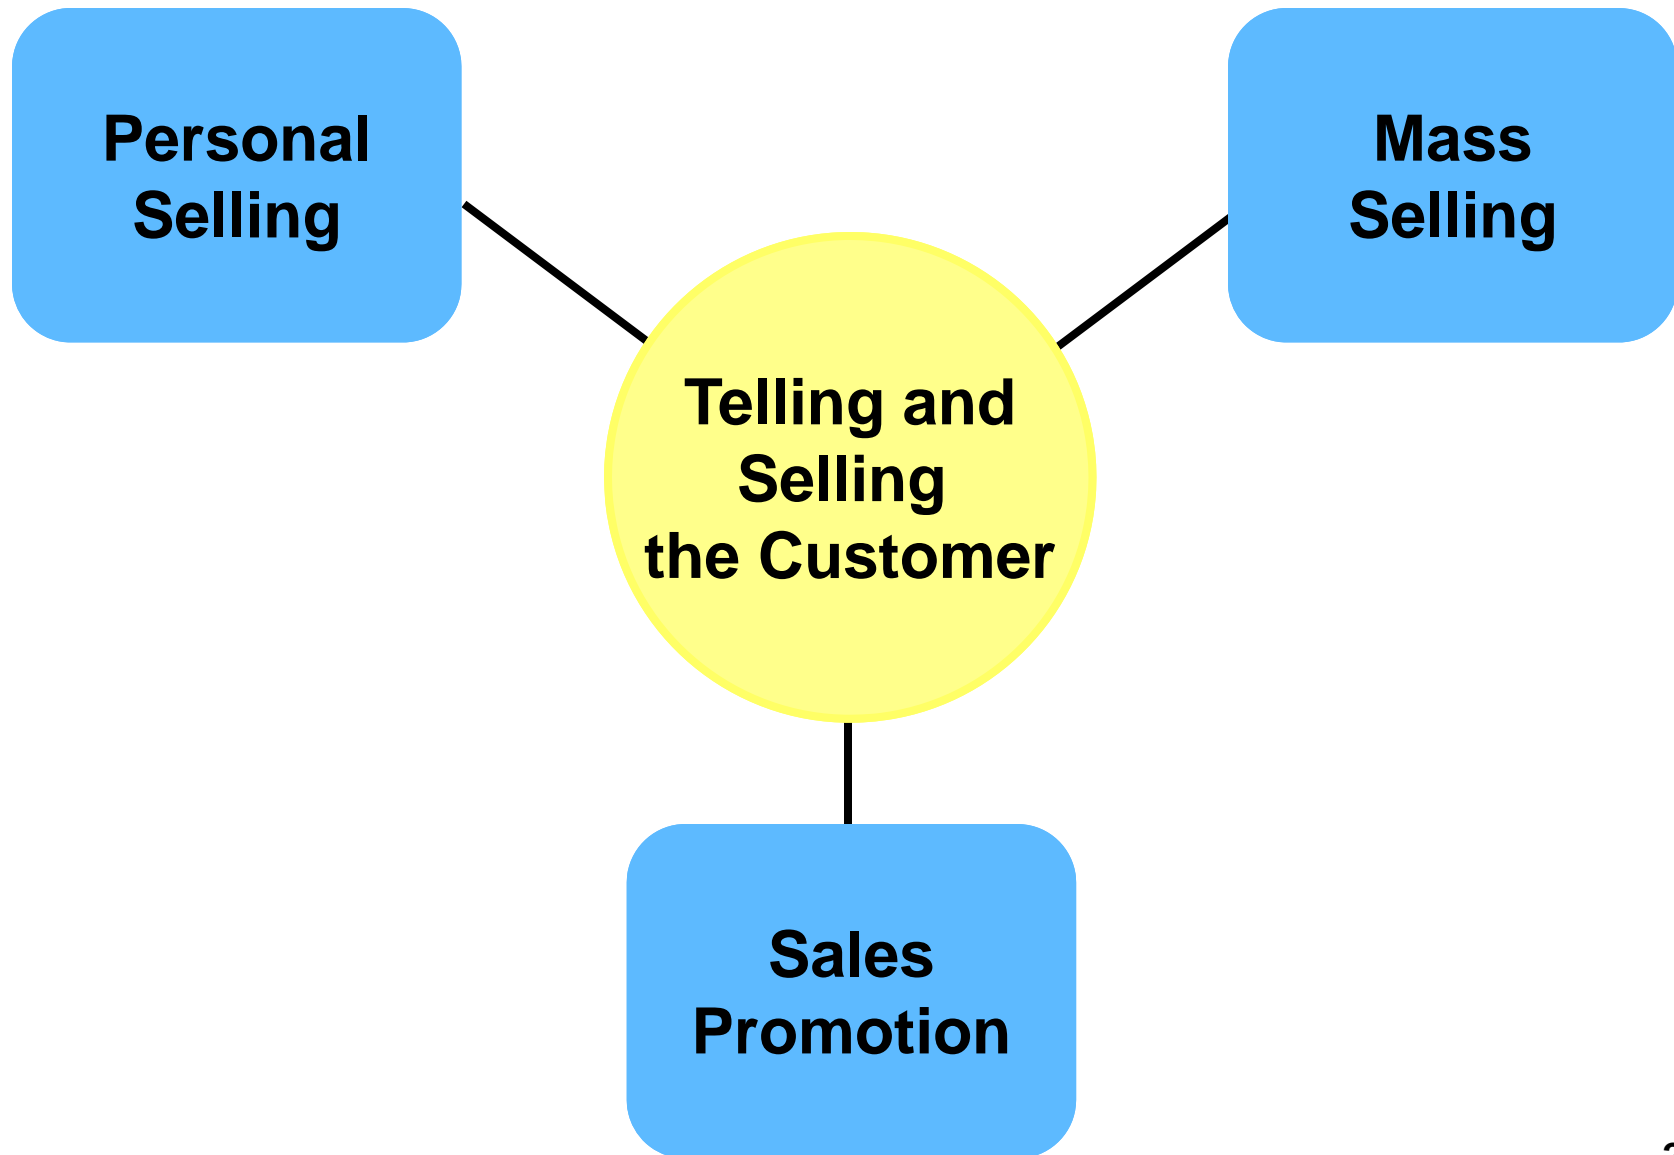 Personal
Selling
Mass
Selling
Telling and
Selling
the Customer
Sales
Promotion